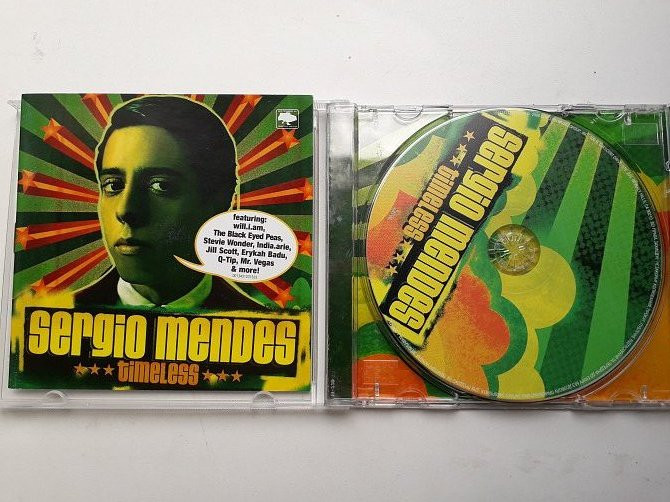 featuring:
will.i.am,
The Black Eyed Peas,
Stevie Wonder, India.arie,
Jill Scott, Erykah Badu,
Q-Tip, Mr. Vegas
& more!
sergio mendes
timeless
sergio mendes
timeless